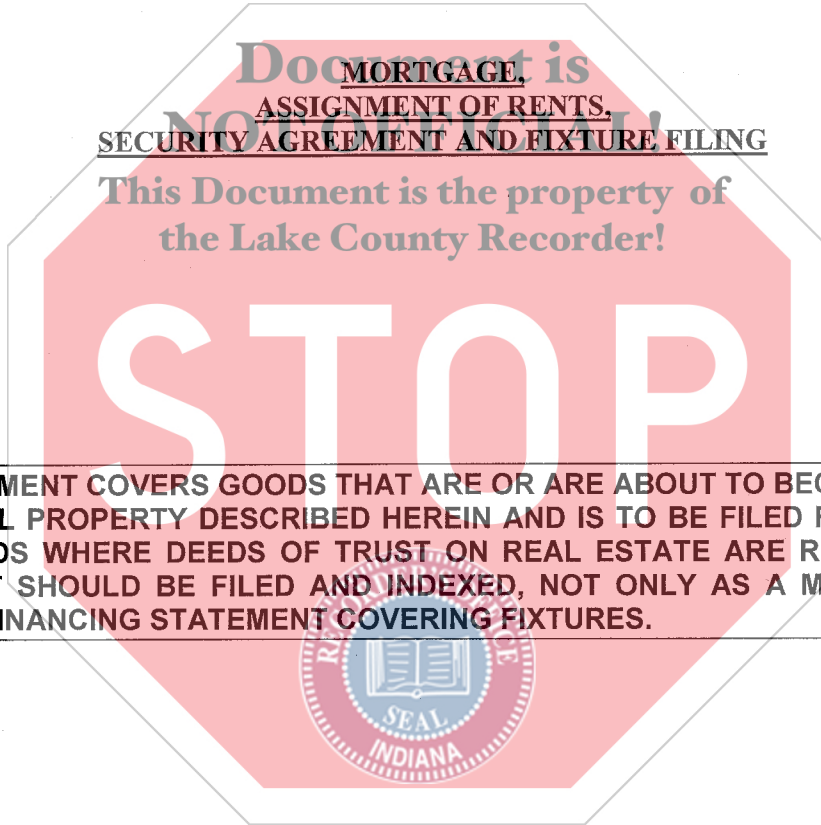 Document is
MORTGAGE,
ASSIGNMENT OF RENTS,
NOT OFFICIAL!
SECURITY AGREEMENT AND FIXTURE FILING
This Document is the property of
the Lake County Recorder!
STOP
MENT COVERS GOODS THAT ARE OR ARE ABOUT TO BEC
L PROPERTY DESCRIBED HEREIN AND IS TO BE FILED F
DS WHERE DEEDS OF TRUST ON REAL ESTATE ARE R
T SHOULD BE FILED AND INDEXED, NOT ONLY AS A M
INANCING STATEMENT COVERING FIXTURES.
SEAL
INDIANA